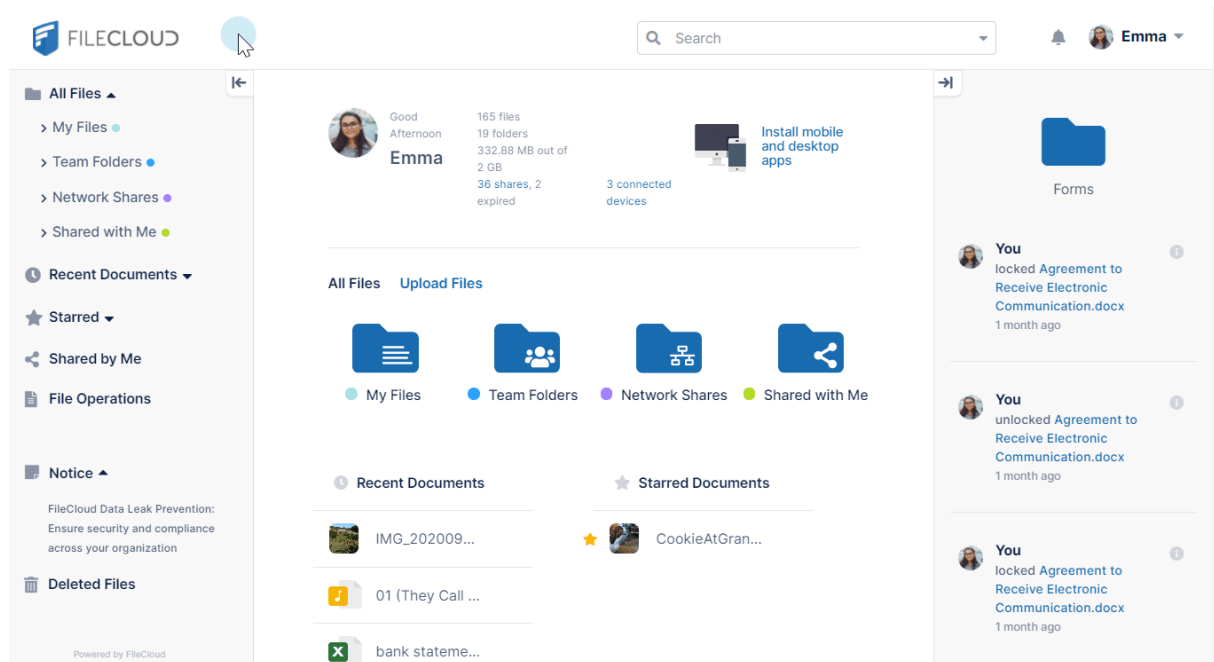 FILECLOUD
Search
Emma
All Files
My Files
Team Folders
Network Shares
Shared with Me
Recent Documents
Starred
Shared by Me
File Operations
Notice
FileCloud Data Leak Prevention:
Ensure security and compliance
across your organization
Deleted Files
Powered by FileCloud
Good
Afternoon
Emma
165 files
19 folders
332.88 MB out of
2 GB
36 shares, 2
expired
3 connected
devices
Install mobile
and desktop
apps
All Files Upload Files
My Files Team Folders Network Shares Shared with Me
Recent Documents
IMG_202009...
01 (They Call ...
bank stateme...
Starred Documents
CookieAtGran...
Forms
You
locked Agreement to
Receive Electronic
Communication.docx
1 month ago
You
unlocked Agreement to
Receive Electronic
Communication.docx
1 month ago
You
locked Agreement to
Receive Electronic
Communication.docx
1 month ago